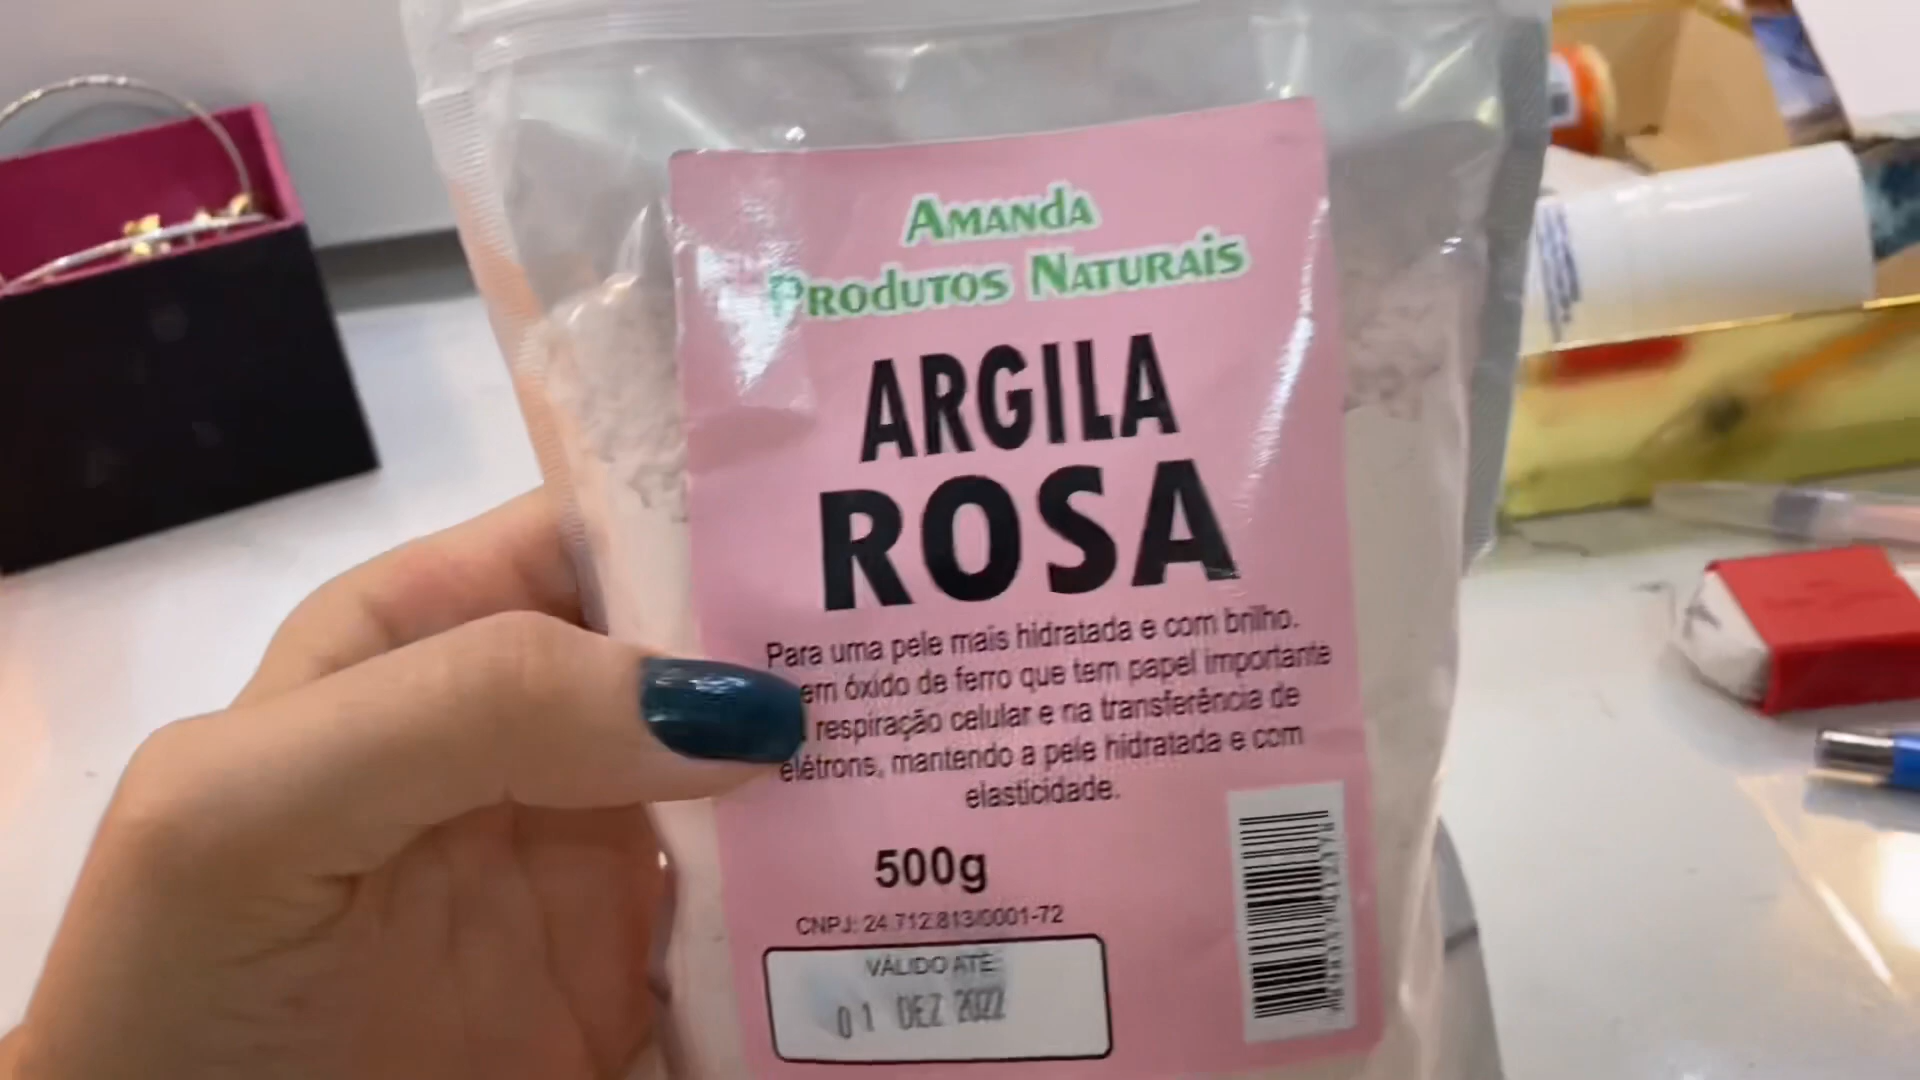 AMANDA
PRODUTOS NATURAIS
ARGILA
ROSA
Para uma pele mais hidratada e com brilho.
em óxido de ferro que tem papel importante
respiração celular e na transferência de
elétrons, mantendo a pele hidratada e com
elasticidade.
500g
CNPJ: 24.712.813/0001-72
VÁLIDO ATÉ:
01 DEZ 2022